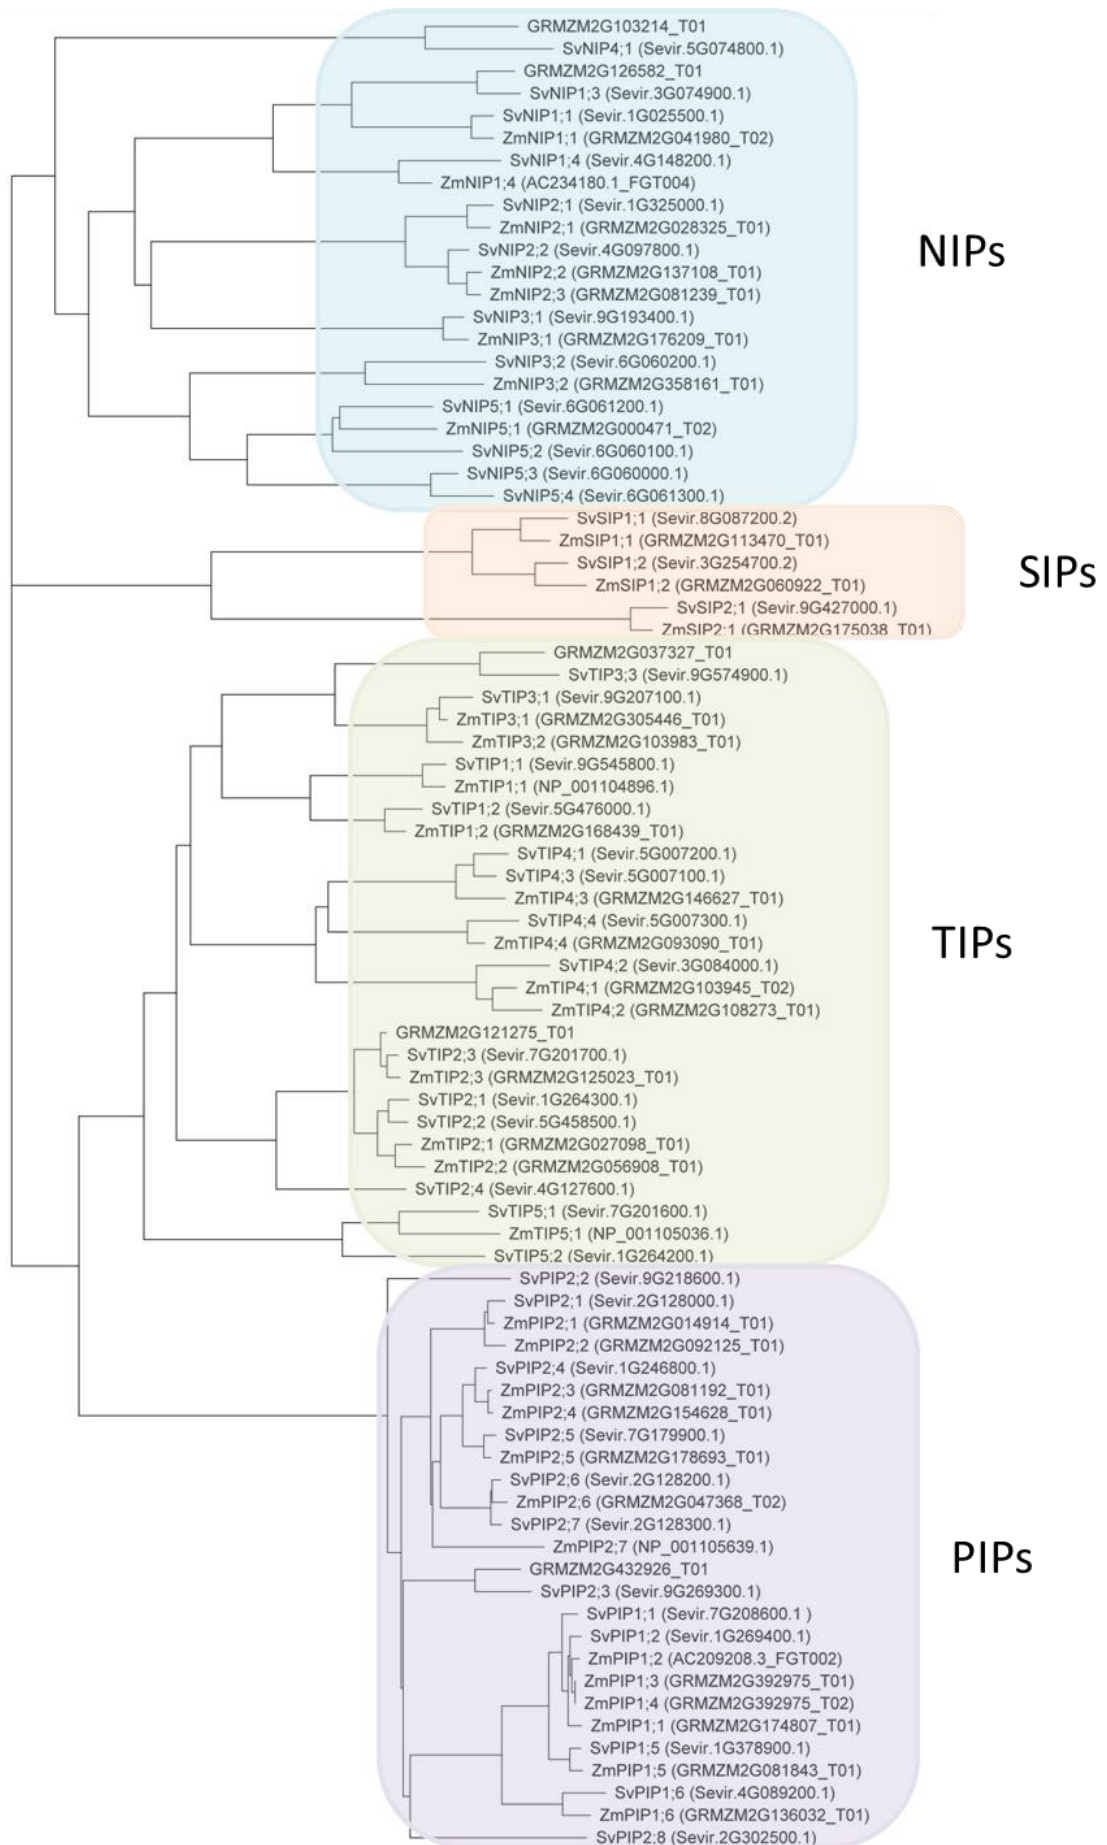 GRMZM2G103214_T01
SvNIP4;1 (Sevir.5G074800.1)
GRMZM2G126582_T01
SvNIP1;3 (Sevir.3G074900.1)
SvNIP1;1 (Sevir.1G025500.1)
ZmNIP1;1 (GRMZM2G041980_T02)
SvNIP1;4 (Sevir.4G148200.1)
ZmNIP1;4 (AC234180.1_FGT004)
SvNIP2;1 (Sevir.1G325000.1)
ZmNIP2;1 (GRMZM2G028325_T01)
SvNIP2;2 (Sevir.4G097800.1)
NIPs
ZmNIP2;2 (GRMZM2G137108_T01)
ZmNIP2;3 (GRMZM2G081239_T01)
SvNIP3;1 (Sevir.9G193400.1)
ZmNIP3;1 (GRMZM2G176209_T01)
SvNIP3;2 (Sevir.6G060200.1)
ZmNIP3;2 (GRMZM2G358161_T01)
SvNIP5;1 (Sevir.6G061200.1)
ZmNIP5;1 (GRMZM2G000471_T02)
SvNIP5;2 (Sevir.6G060100.1)
SvNIP5;3 (Sevir.6G060000.1)
SvNIP5;4 (Sevir.6G061300.1)
SvSIP1;1 (Sevir.8G087200.2)
ZmSIP1;1 (GRMZM2G113470_T01)
SvSIP1;2 (Sevir.3G254700.2)
SIPs
ZmSIP1;2 (GRMZM2G060922_T01)
SvSIP2;1 (Sevir.9G427000.1)
ZmSIP2;1 (GRMZM2G175038_T01)
GRMZM2G037327_T01
SvTIP3;3 (Sevir.9G574900.1)
SvTIP3;1 (Sevir.9G207100.1)
ZmTIP3;1 (GRMZM2G305446_T01)
ZmTIP3;2 (GRMZM2G103983_T01)
SvTIP1;1 (Sevir.9G545800.1)
ZmTIP1;1 (NP_001104896.1)
SvTIP1;2 (Sevir.5G476000.1)
ZmTIP1;2 (GRMZM2G168439_T01)
SvTIP4;1 (Sevir.5G007200.1)
SvTIP4;3 (Sevir.5G007100.1)
ZmTIP4;3 (GRMZM2G146627_T01)
SvTIP4;4 (Sevir.5G007300.1)
ZmTIP4;4 (GRMZM2G093090_T01)
TIPs
SvTIP4;2 (Sevir.3G084000.1)
ZmTIP4;1 (GRMZM2G103945_T02)
ZmTIP4;2 (GRMZM2G108273_T01)
GRMZM2G121275_T01
SvTIP2;3 (Sevir.7G201700.1)
ZmTIP2;3 (GRMZM2G125023_T01)
SvTIP2;1 (Sevir.1G264300.1)
SvTIP2;2 (Sevir.5G458500.1)
ZmTIP2;1 (GRMZM2G027098_T01)
ZmTIP2;2 (GRMZM2G056908_T01)
SvTIP2;4 (Sevir.4G127600.1)
SvTIP5;1 (Sevir.7G201600.1)
ZmTIP5;1 (NP_001105036.1)
SvTIP5;2 (Sevir.1G264200.1)
SvPIP2;2 (Sevir.9G218600.1)
SvPIP2;1 (Sevir.2G128000.1)
ZmPIP2;1 (GRMZM2G014914_T01)
ZmPIP2;2 (GRMZM2G092125_T01)
SvPIP2;4 (Sevir.1G246800.1)
ZmPIP2;3 (GRMZM2G081192_T01)
ZmPIP2;4 (GRMZM2G154628_T01)
SvPIP2;5 (Sevir.7G179900.1)
ZmPIP2;5 (GRMZM2G178693_T01)
SvPIP2;6 (Sevir.2G128200.1)
ZmPIP2;6 (GRMZM2G047368_T02)
SvPIP2;7 (Sevir.2G128300.1)
ZmPIP2;7 (NP_001105639.1)
PIPs
GRMZM2G432926_T01
SvPIP2;3 (Sevir.9G269300.1)
SvPIP1;1 (Sevir.7G208600.1 )
SvPIP1;2 (Sevir.1G269400.1)
ZmPIP1;2 (AC209208.3_FGT002)
ZmPIP1;3 (GRMZM2G392975_T01)
ZmPIP1;4 (GRMZM2G392975_T02)
ZmPIP1;1 (GRMZM2G174807_T01)
SvPIP1;5 (Sevir.1G378900.1)
ZmPIP1;5 (GRMZM2G081843_T01)
SvPIP1;6 (Sevir.4G089200.1)
ZmPIP1;6 (GRMZM2G136032_T01)
SvPIP2;8 (Sevir.2G302500.1)